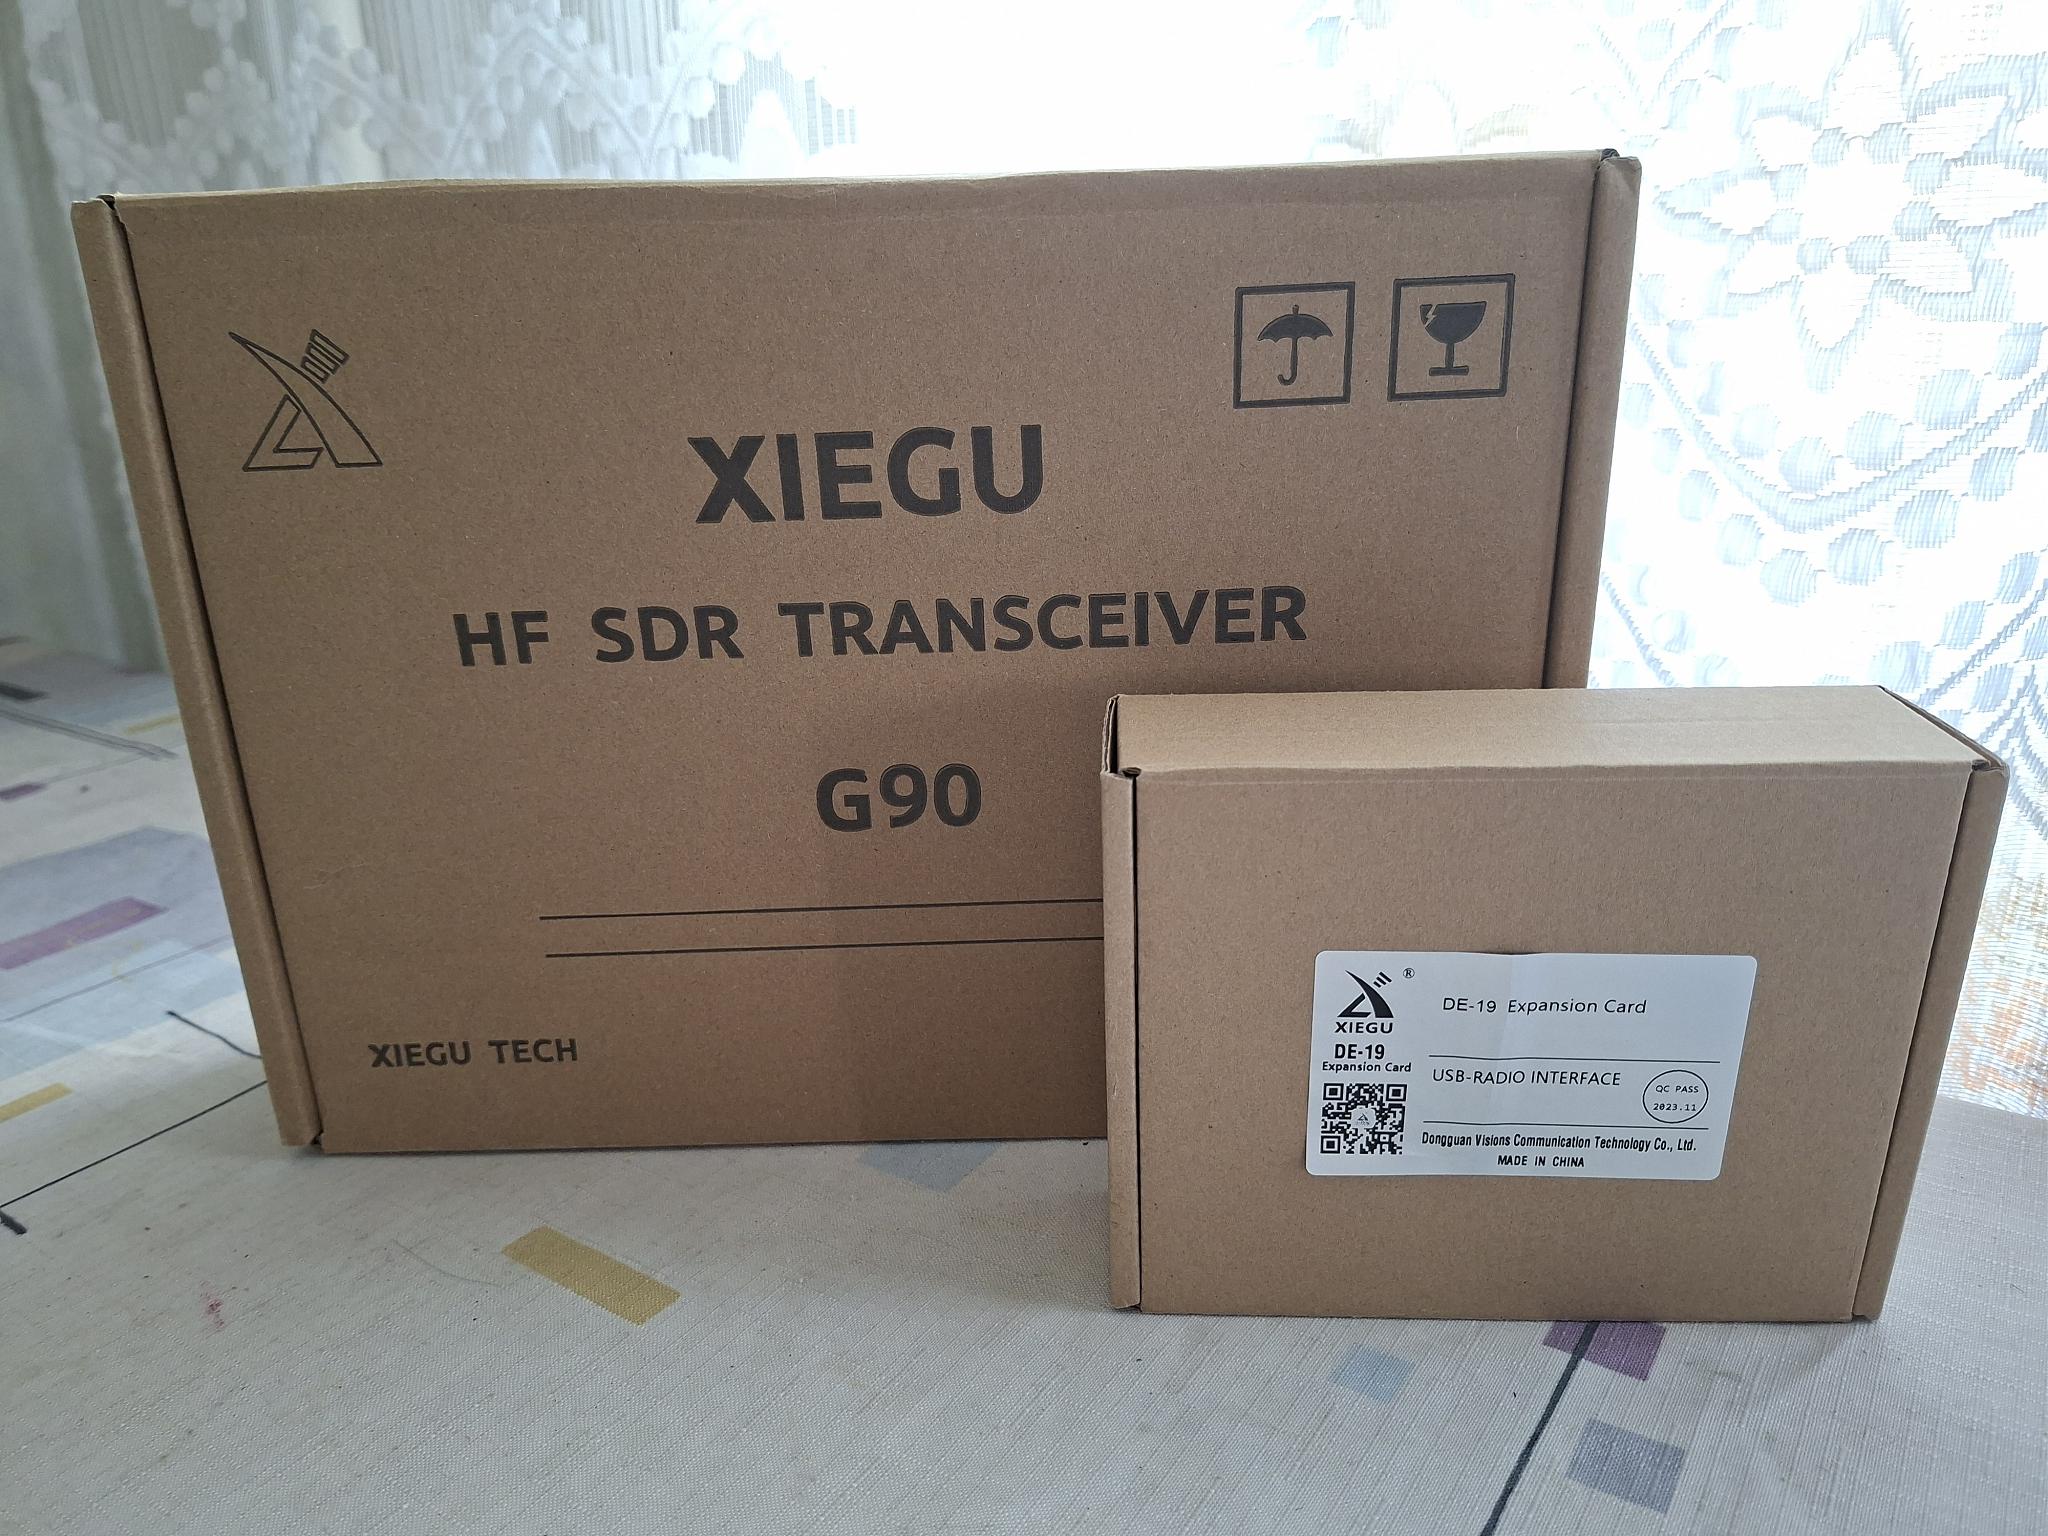 XIEGU
HF SDR TRANSCEIVER
G90
XIEGU TECH
®
XIEGU
DE-19
Expansion Card
DE-19 Expansion Card
USB-RADIO INTERFACE
QC PASS
2023.11
Dongguan Visions Communication Technology Co., Ltd.
MADE IN CHINA